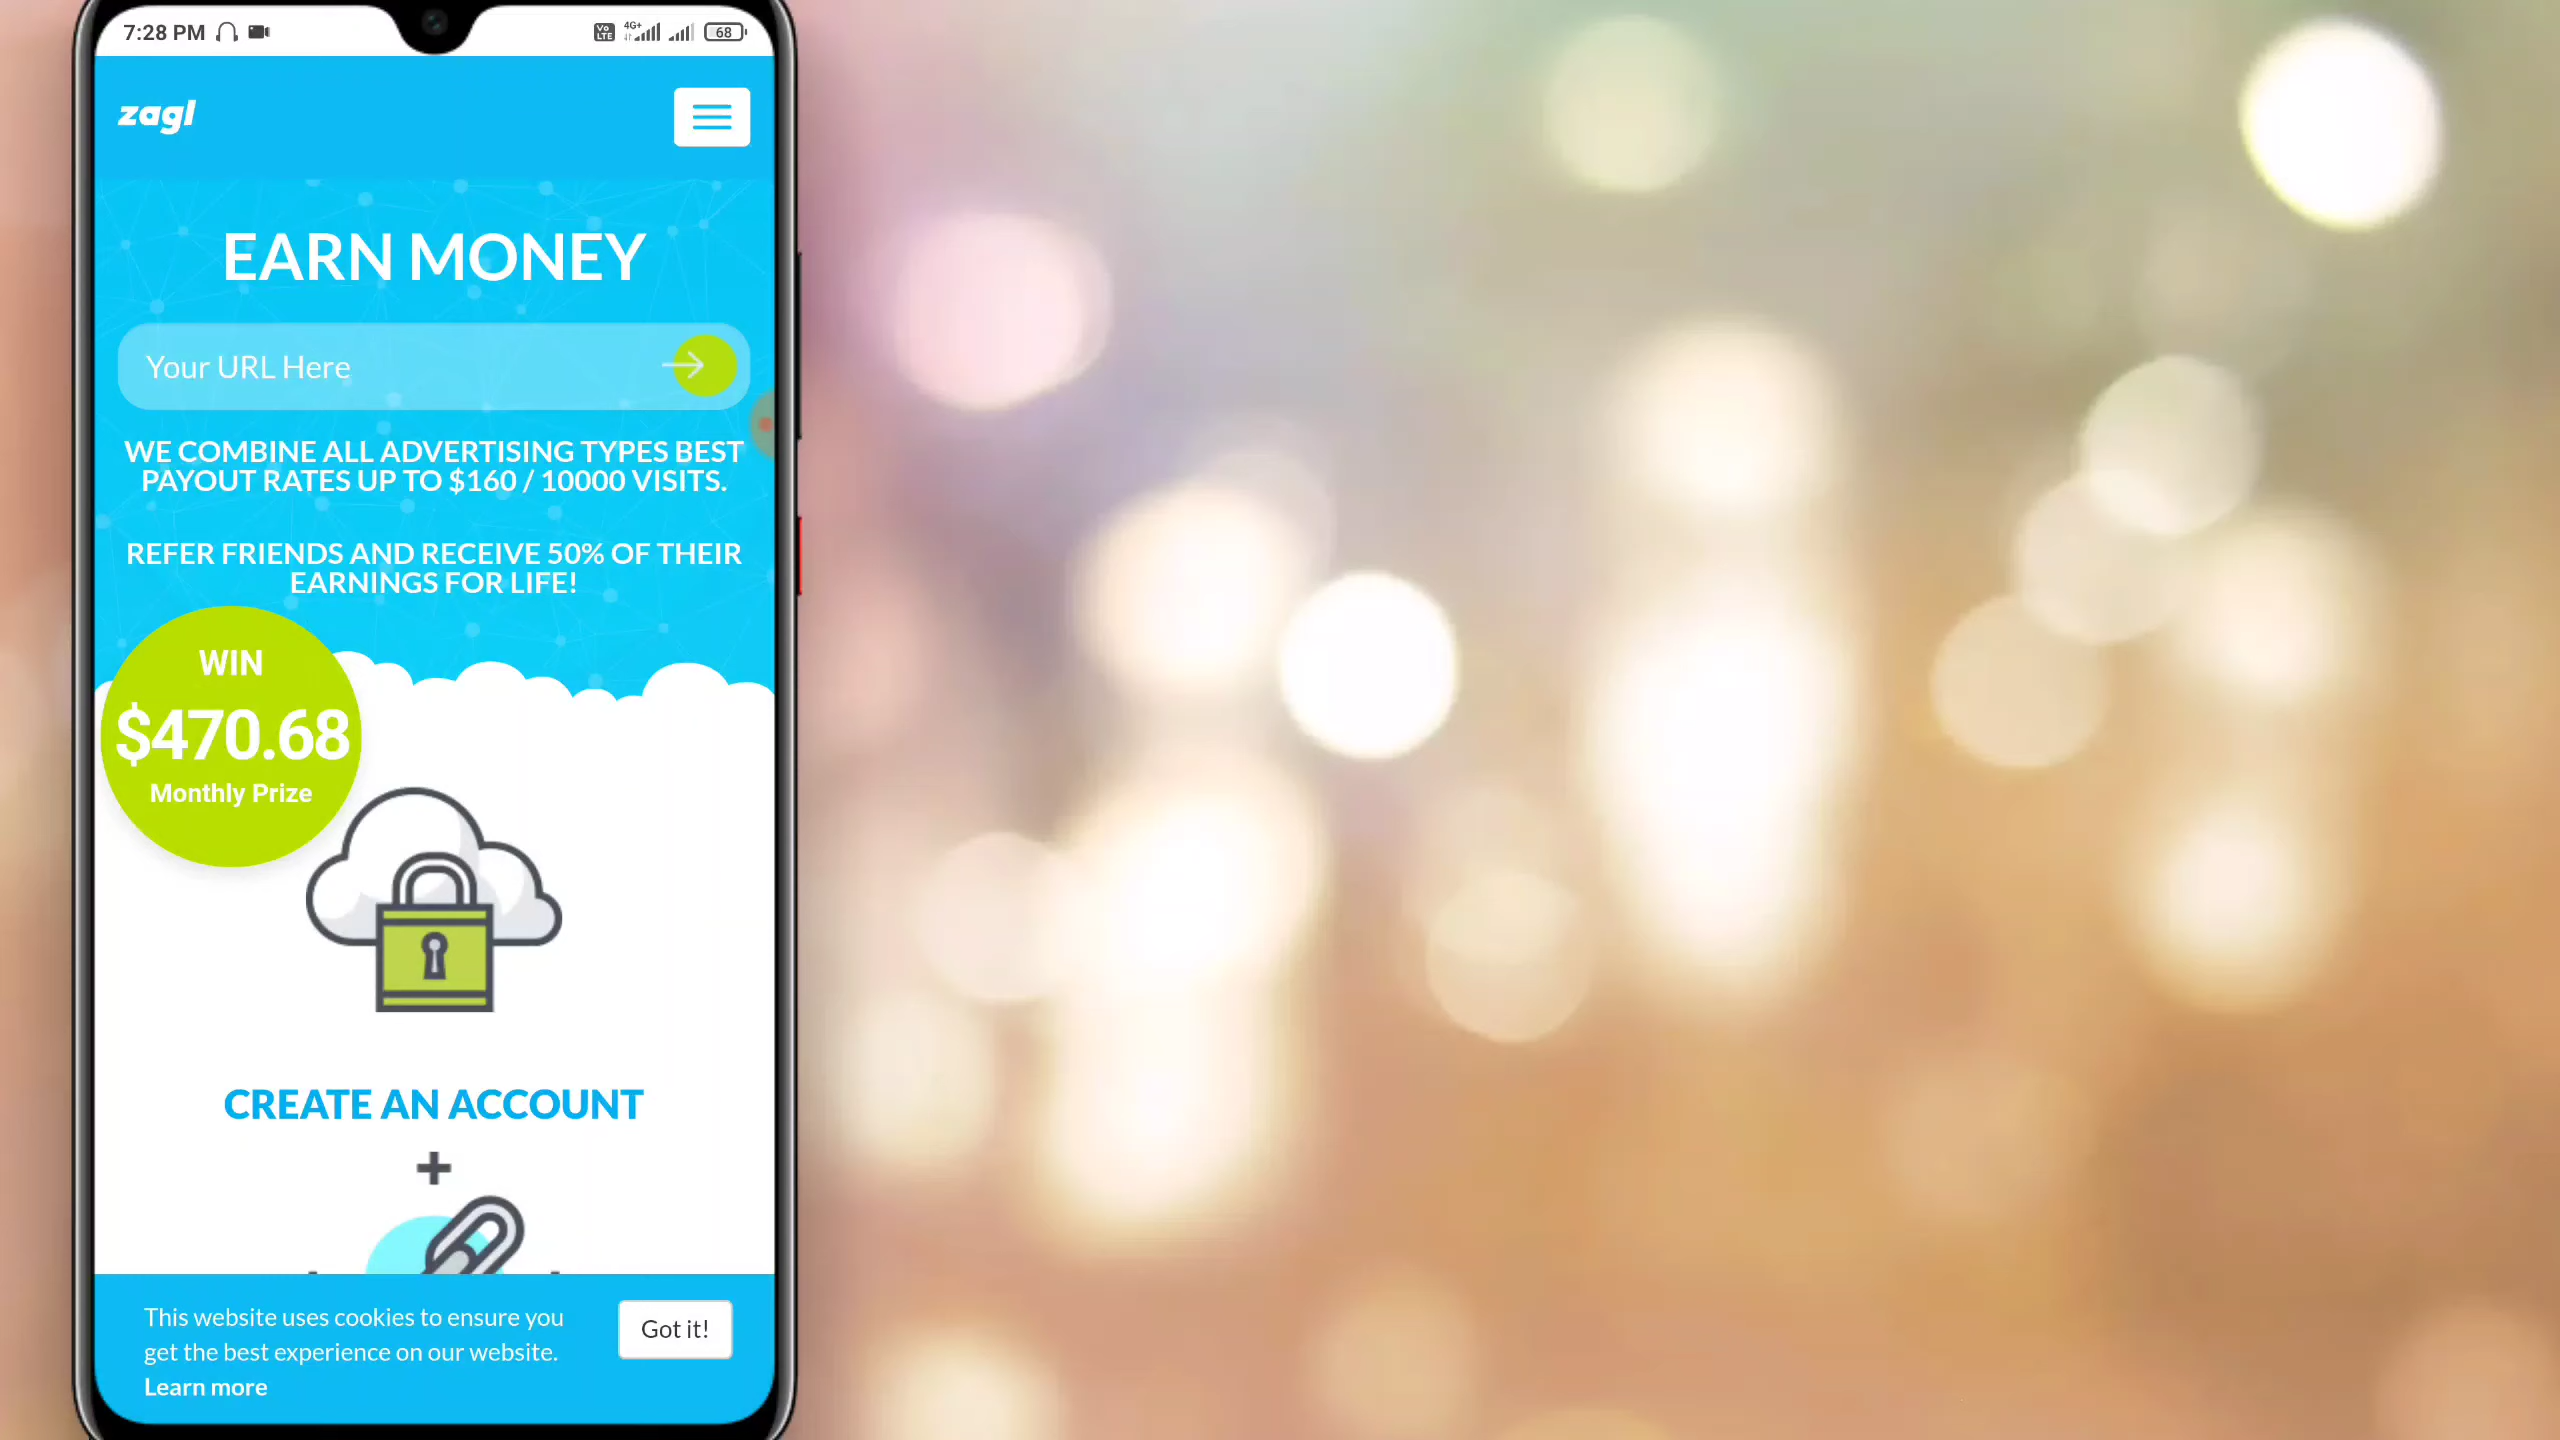 7:28 PM
Vo LTE 4G+ 68
zagl
EARN MONEY
Your URL Here
WE COMBINE ALL ADVERTISING TYPES BEST
PAYOUT RATES UP TO $160 / 10000 VISITS.
REFER FRIENDS AND RECEIVE 50% OF THEIR
EARNINGS FOR LIFE!
WIN
$470.68
Monthly Prize
CREATE AN ACCOUNT
+
This website uses cookies to ensure you
get the best experience on our website.
Learn more
Got it!